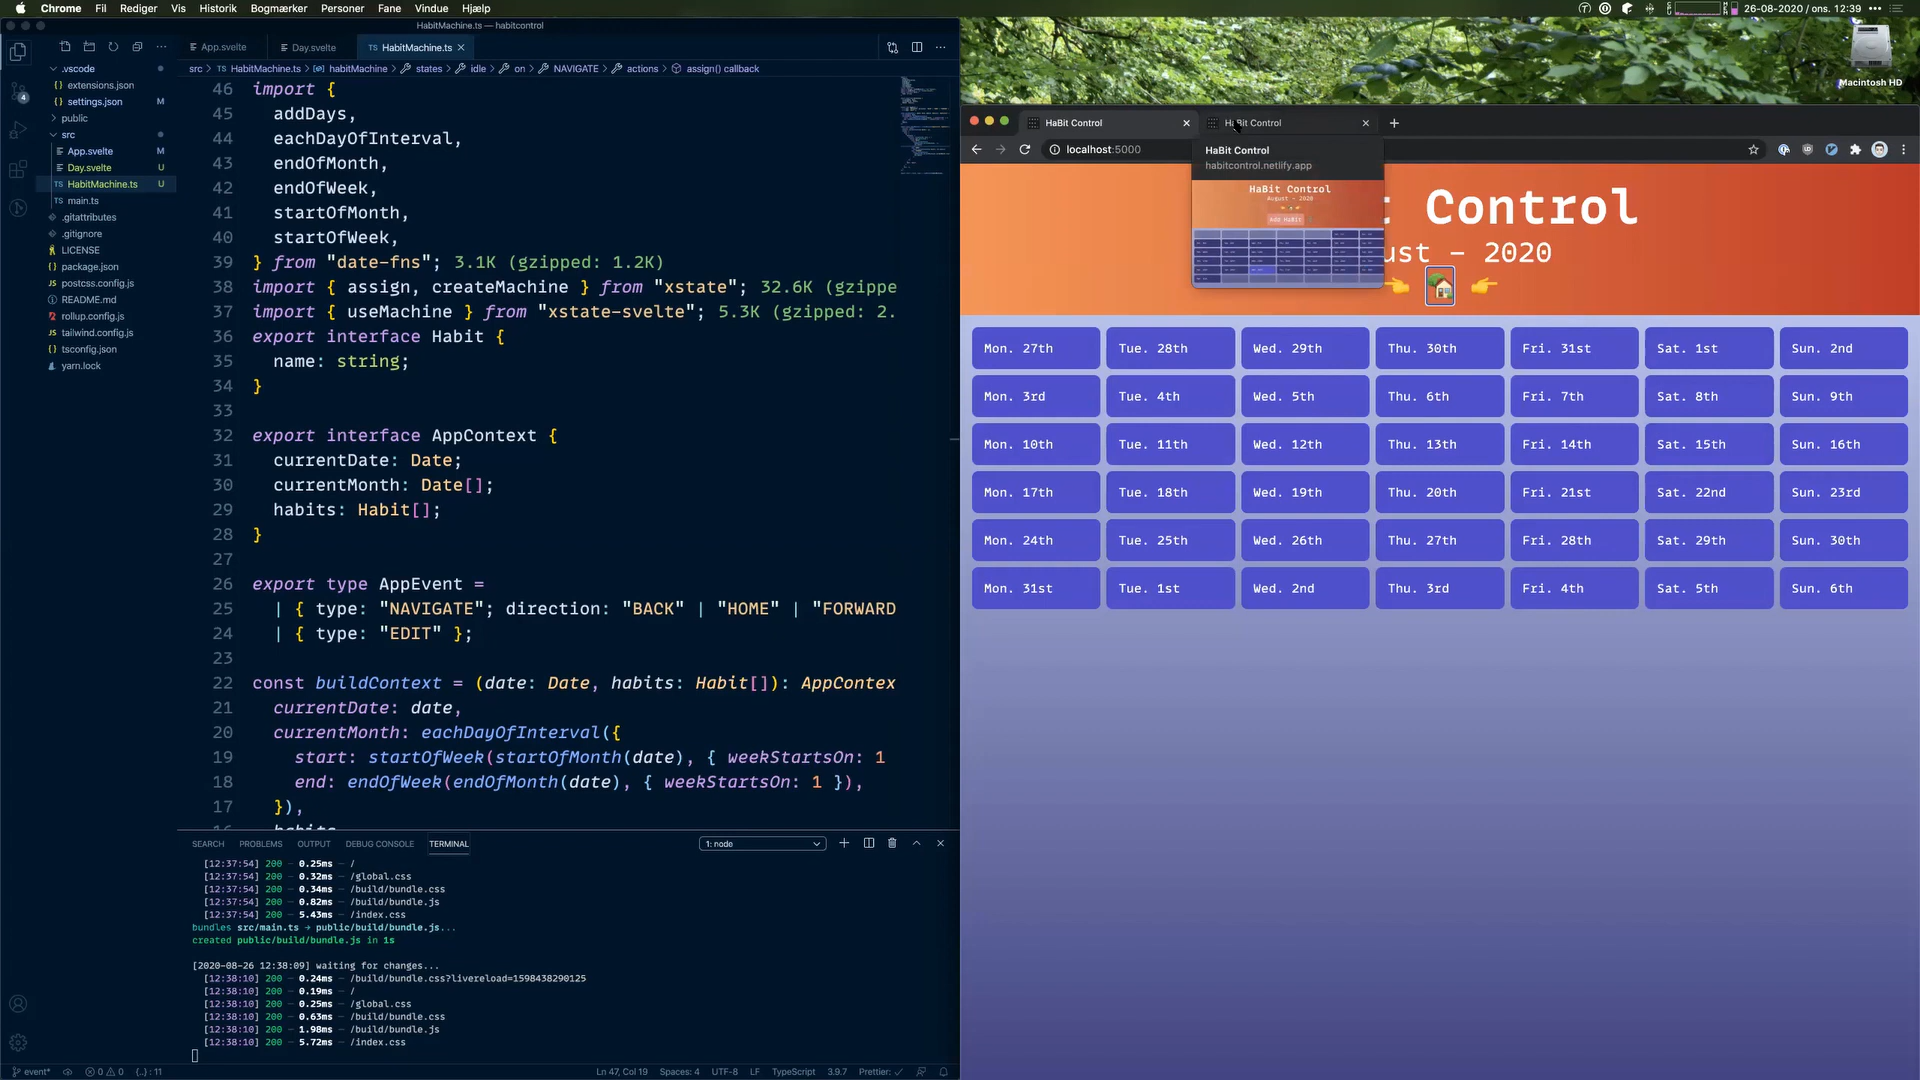 Chrome Fil Rediger Vis Historik Bogmærker Personer Fane Vindue Hjælp
26-08-2020 / ons. 12:39
HabitMachine.ts — habitcontrol
Macintosh HD
App.svelte
Day.svelte
TS HabitMachine.ts
src > TS HabitMachine.ts > habitMachine > states > idle > on > NAVIGATE > actions > assign() callback
.vscode
{} extensions.json
{} settings.json M
public
src
App.svelte M
Day.svelte U
TS HabitMachine.ts U
TS main.ts
.gitattributes
.gitignore
LICENSE
package.json
postcss.config.js
README.md
rollup.config.js
tailwind.config.js
tsconfig.json
yarn.lock
4
46 import {
45 addDays,
44 eachDayOfInterval,
43 endOfMonth,
42 endOfWeek,
41 startOfMonth,
40 startOfWeek,
39 } from "date-fns"; 3.1K (gzipped: 1.2K)
38 import { assign, createMachine } from "xstate"; 32.6K (gzippe
37 import { useMachine } from "xstate-svelte"; 5.3K (gzipped: 2.
36 export interface Habit {
35 name: string;
34 }
33
32 export interface AppContext {
31 currentDate: Date;
30 currentMonth: Date[];
29 habits: Habit[];
28 }
27
26 export type AppEvent =
25 | { type: "NAVIGATE"; direction: "BACK" | "HOME" | "FORWARD
24 | { type: "EDIT" };
23
22 const buildContext = (date: Date, habits: Habit[]): AppContex
21 currentDate: date,
20 currentMonth: eachDayOfInterval({
19 start: startOfWeek(startOfMonth(date), { weekStartsOn: 1
18 end: endOfWeek(endOfMonth(date), { weekStartsOn: 1 }),
17 }),
SEARCH PROBLEMS OUTPUT DEBUG CONSOLE TERMINAL
1: node
[12:37:54] 200 – 0.25ms – /
[12:37:54] 200 – 0.32ms – /global.css
[12:37:54] 200 – 0.34ms – /build/bundle.css
[12:37:54] 200 – 0.82ms – /build/bundle.js
[12:37:54] 200 – 5.43ms – /index.css
bundles src/main.ts → public/build/bundle.js...
created public/build/bundle.js in 1s
[2020-08-26 12:38:09] waiting for changes...
[12:38:10] 200 – 0.24ms – /build/bundle.css?livereload=1598438290125
[12:38:10] 200 – 0.19ms – /
[12:38:10] 200 – 0.25ms – /global.css
[12:38:10] 200 – 0.63ms – /build/bundle.css
[12:38:10] 200 – 1.98ms – /build/bundle.js
[12:38:10] 200 – 5.72ms – /index.css
event* 0 0 {..} : 11 Ln 47, Col 19 Spaces: 4 UTF-8 LF TypeScript 3.9.7 Prettier: ✓
HaBit Control
HaBit Control
localhost:5000
HaBit Control
habitcontrol.netlify.app
HaBit Control
August – 2020
Add HaBit
t Control
ust – 2020
Mon. 27th Tue. 28th Wed. 29th Thu. 30th Fri. 31st Sat. 1st Sun. 2nd
Mon. 3rd Tue. 4th Wed. 5th Thu. 6th Fri. 7th Sat. 8th Sun. 9th
Mon. 10th Tue. 11th Wed. 12th Thu. 13th Fri. 14th Sat. 15th Sun. 16th
Mon. 17th Tue. 18th Wed. 19th Thu. 20th Fri. 21st Sat. 22nd Sun. 23rd
Mon. 24th Tue. 25th Wed. 26th Thu. 27th Fri. 28th Sat. 29th Sun. 30th
Mon. 31st Tue. 1st Wed. 2nd Thu. 3rd Fri. 4th Sat. 5th Sun. 6th